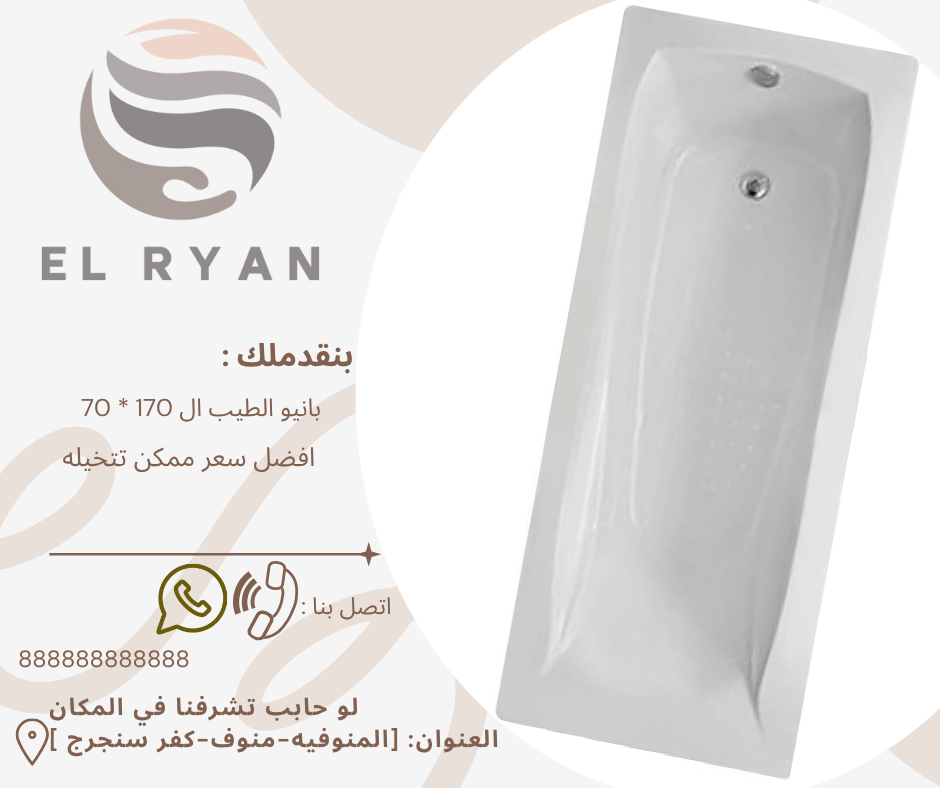 EL RYAN
بنقدملك :
بانيو الطيب ال 170 * 70
افضل سعر ممكن تتخيله
اتصل بنا :
888888888888
لو حابب تشرفنا في المكان
العنوان: [المنوفيه-منوف-كفر سنجرج ]